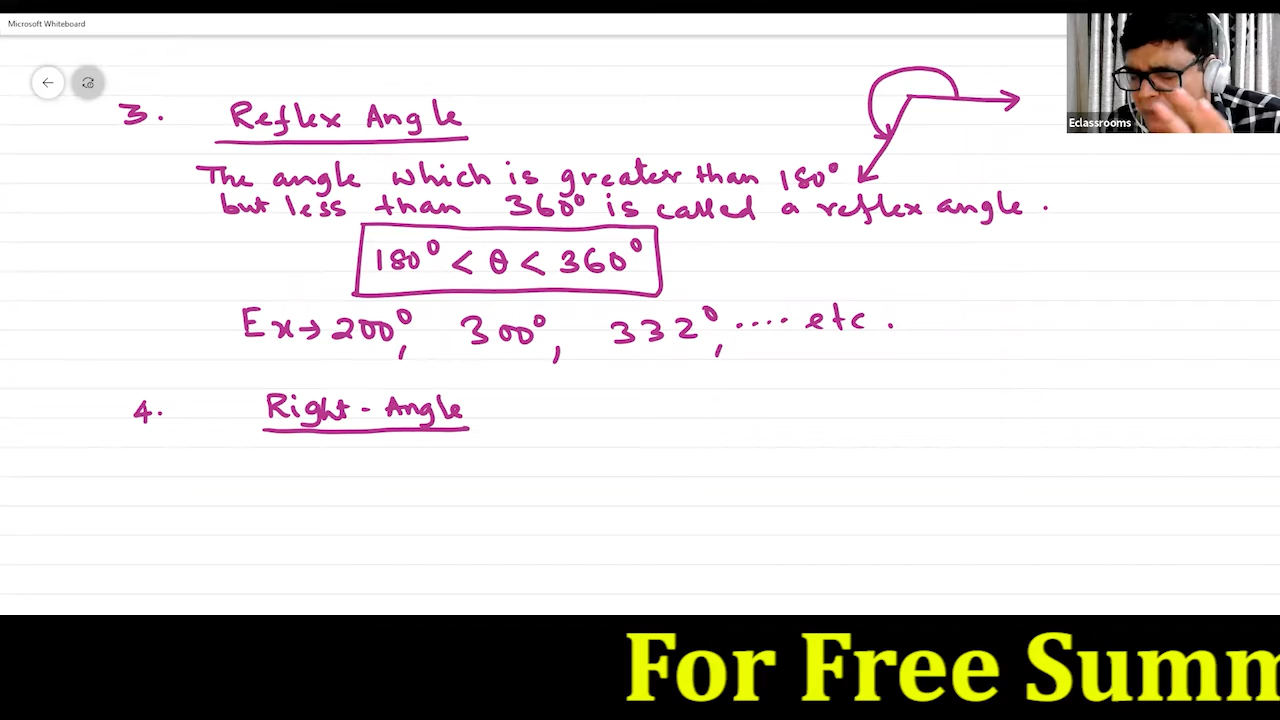 Microsoft Whiteboard
3. Reflex Angle
The angle which is greater than 180°
but less than 360° is called a reflex angle.
180° < θ < 360°
Ex→ 200°, 300°, 332°, .... etc.
4. Right-Angle
Eclassrooms
For Free Summ